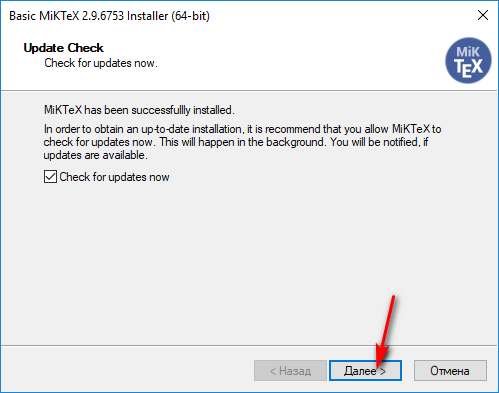 Basic MiKTeX 2.9.6753 Installer (64-bit)
Update Check
Check for updates now.
MiK
TEX
MiKTeX has been successfullly installed.
In order to obtain an up-to-date installation, it is recommend that you allow MiKTeX to
check for updates now. This will happen in the background. You will be notified, if
updates are available.
Check for updates now
< Назад
Далее >
Отмена